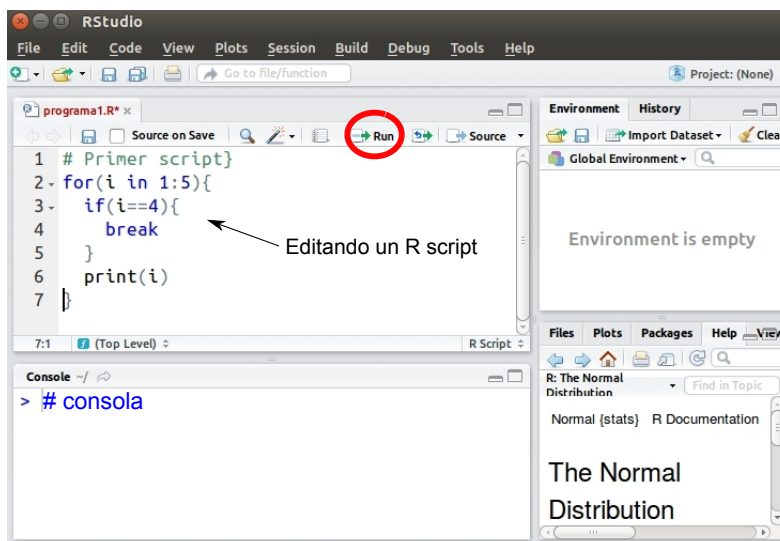 RStudio
File Edit Code View Plots Session Build Debug Tools Help
Go to file/function
Project: (None)
programa1.R* ×
Source on Save
Run
Source
1 # Primer script}
2 for(i in 1:5){
3 if(i==4){
4 break
5 }
6 print(i)
7 }
Editando un R script
7:1 (Top Level) R Script
Console ~/
> # consola
Environment History
Import Dataset Clea
Global Environment
Environment is empty
Files Plots Packages Help Vie
R: The Normal Distribution
Find in Topic
Normal {stats} R Documentation
The Normal
Distribution